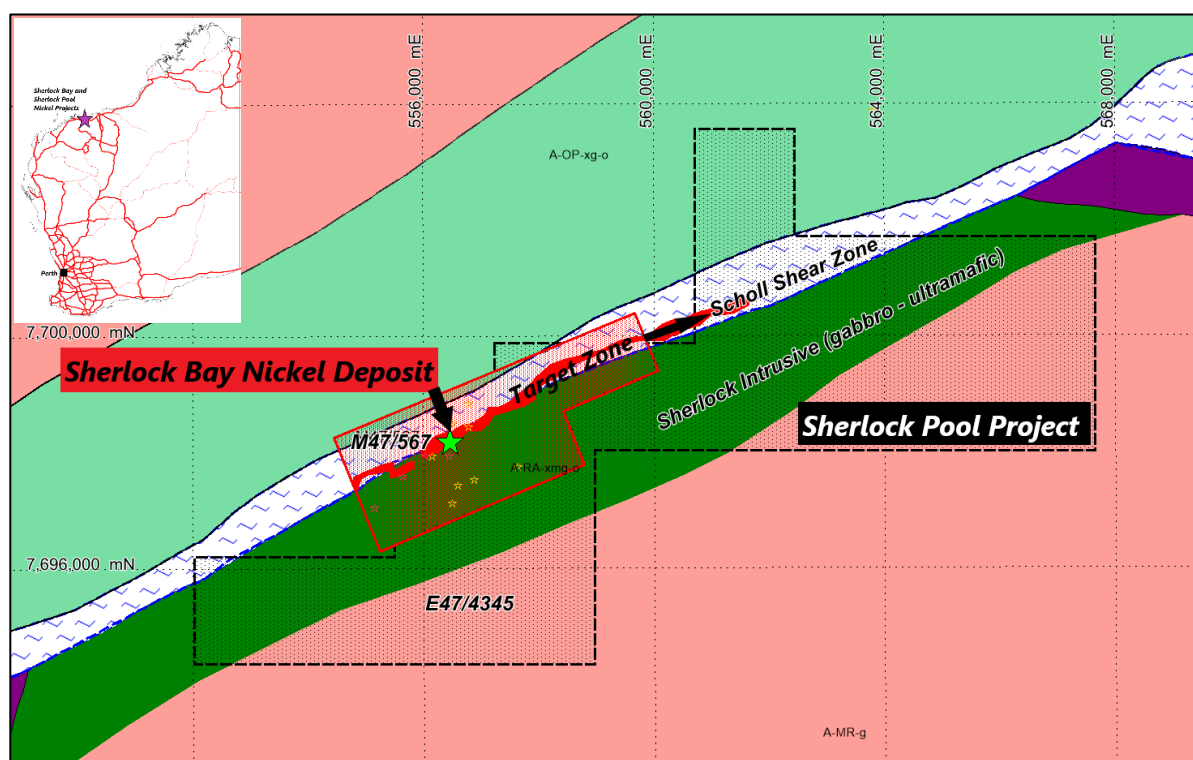 Sherlock Bay and
Sherlock Pool
Nickel Projects
Perth
556,000 mE
560,000 mE
564,000 mE
568,000 mE
A-OP-xg-o
Scholl Shear Zone
7,700,000 mN
Sherlock Bay Nickel Deposit
Target Zone
Sherlock Intrusive (gabbro - ultramafic)
Sherlock Pool Project
M47/567
A-RA-xmg-o
7,696,000 mN
E47/4345
A-MR-g